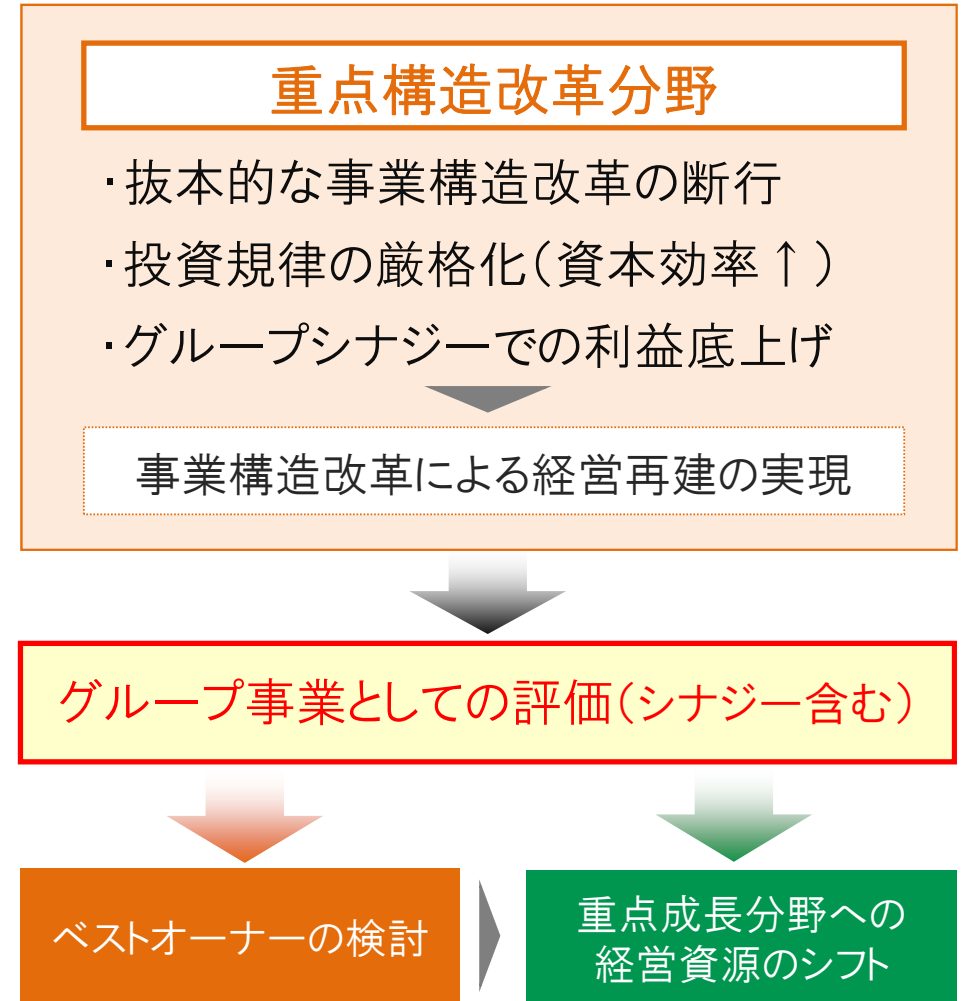 重点構造改革分野
・抜本的な事業構造改革の断行
・投資規律の厳格化（資本効率↑）
・グループシナジーでの利益底上げ
事業構造改革による経営再建の実現
グループ事業としての評価（シナジー含む）
ベストオーナーの検討
重点成長分野への
経営資源のシフト